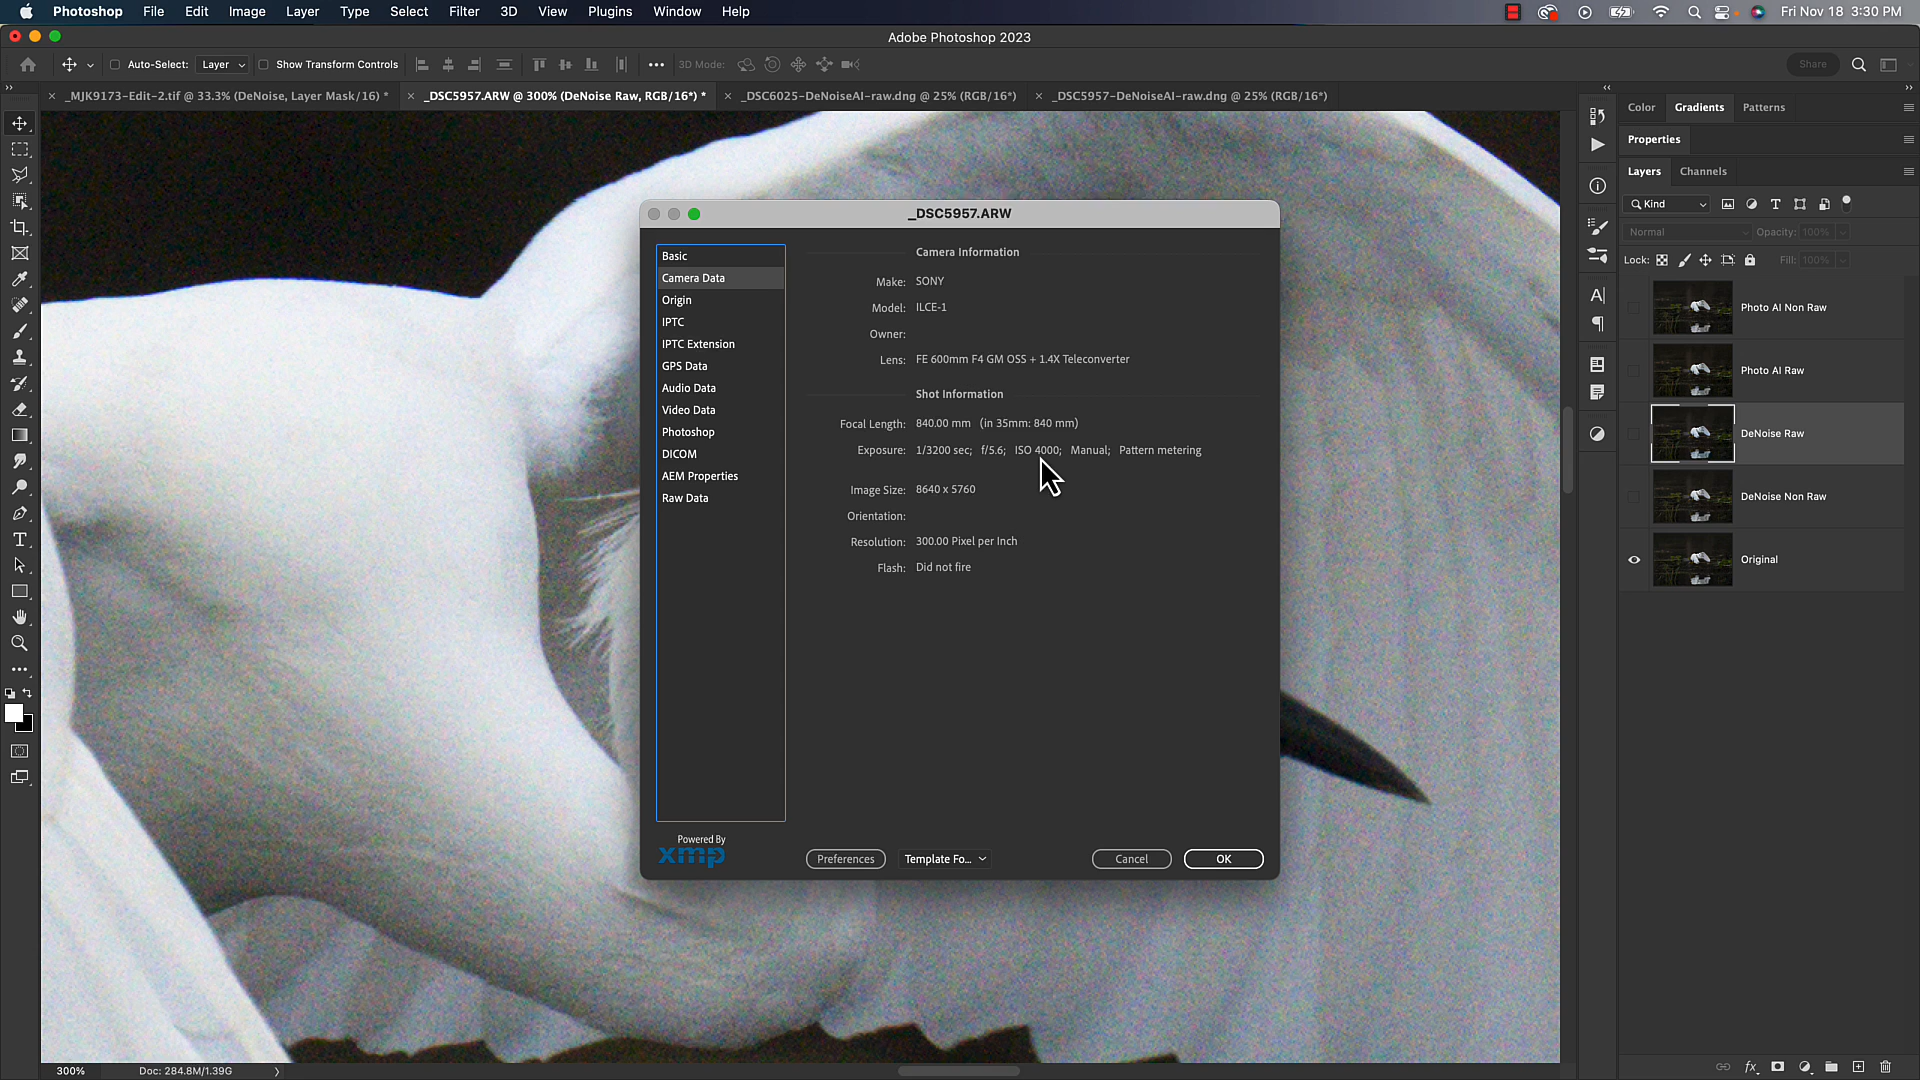 Photoshop File Edit Image Layer Type Select Filter 3D View Plugins Window Help Fri Nov 18 3:30 PM
Adobe Photoshop 2023
Auto-Select: Layer Show Transform Controls 3D Mode: Share
_MJK9173-Edit-2.tif @ 33.3% (DeNoise, Layer Mask/16) * _DSC5957.ARW @ 300% (DeNoise Raw, RGB/16*) * _DSC6025-DeNoiseAI-raw.dng @ 25% (RGB/16*) _DSC5957-DeNoiseAI-raw.dng @ 25% (RGB/16*)
Color Gradients Patterns
Properties
Layers Channels
Kind
Normal Opacity: 100%
Lock: Fill: 100%
Photo AI Non Raw
Photo AI Raw
DeNoise Raw
DeNoise Non Raw
Original
_DSC5957.ARW
Basic
Camera Data
Origin
IPTC
IPTC Extension
GPS Data
Audio Data
Video Data
Photoshop
DICOM
AEM Properties
Raw Data
Camera Information
Make: SONY
Model: ILCE-1
Owner:
Lens: FE 600mm F4 GM OSS + 1.4X Teleconverter
Shot Information
Focal Length: 840.00 mm (in 35mm: 840 mm)
Exposure: 1/3200 sec; f/5.6; ISO 4000; Manual; Pattern metering
Image Size: 8640 x 5760
Orientation:
Resolution: 300.00 Pixel per Inch
Flash: Did not fire
Powered By
xmp
Preferences Template Fo... Cancel OK
300% Doc: 284.8M/1.39G